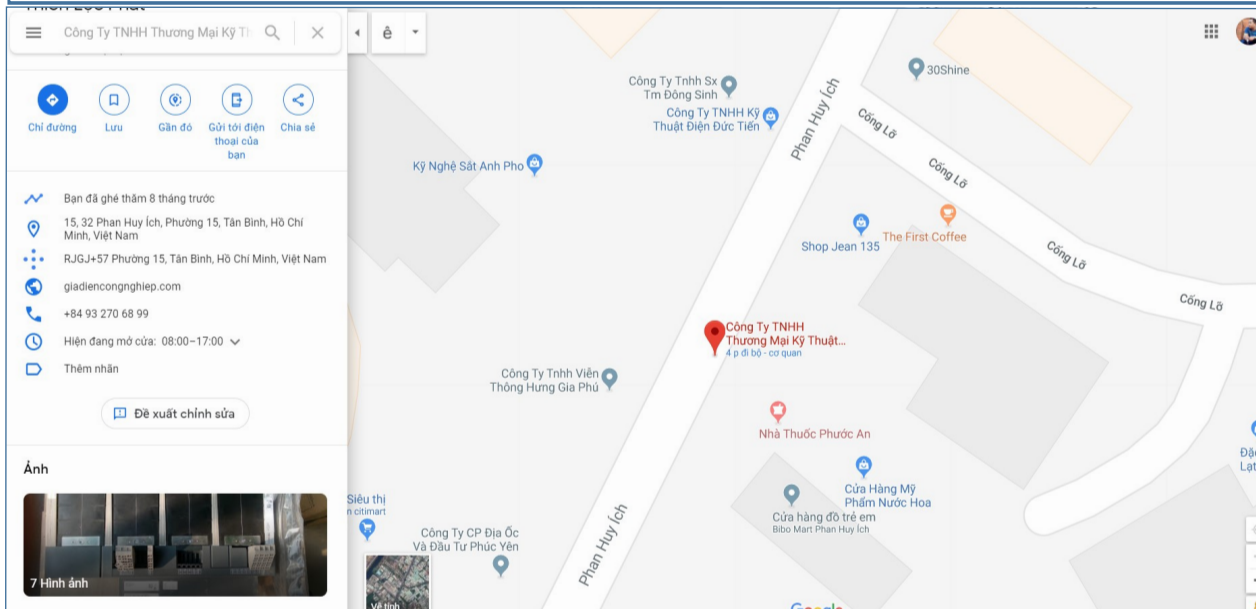 Thiên Lộc Phát
Công Ty TNHH Thương Mại Kỹ Th
Chỉ đường
Lưu
Gần đó
Gửi tới điện
thoại của
bạn
Chia sẻ
Bạn đã ghé thăm 8 tháng trước
15, 32 Phan Huy Ích, Phường 15, Tân Bình, Hồ Chí
Minh, Việt Nam
RJGJ+57 Phường 15, Tân Bình, Hồ Chí Minh, Việt Nam
giadiencongnghiep.com
+84 93 270 68 99
Hiện đang mở cửa: 08:00–17:00
Thêm nhãn
Đề xuất chỉnh sửa
Ảnh
7 Hình ảnh
ê
30Shine
Công Ty Tnhh Sx
Tm Đông Sinh
Công Ty TNHH Kỹ
Thuật Điện Đức Tiến
Phan Huy Ích
Cống Lỡ
Kỹ Nghệ Sắt Anh Pho
Cống Lỡ
The First Coffee
Shop Jean 135
Cống Lỡ
Cống Lỡ
Công Ty TNHH
Thương Mại Kỹ Thuật...
4 p đi bộ - cơ quan
Công Ty Tnhh Viễn
Thông Hưng Gia Phú
Nhà Thuốc Phước An
Đặc
Lạt
Cửa Hàng Mỹ
Phẩm Nước Hoa
Siêu thị
n citimart
Cửa hàng đồ trẻ em
Bibo Mart Phan Huy Ích
Công Ty CP Địa Ốc
Và Đầu Tư Phúc Yên
Phan Huy Ích
Vệ tinh
Google